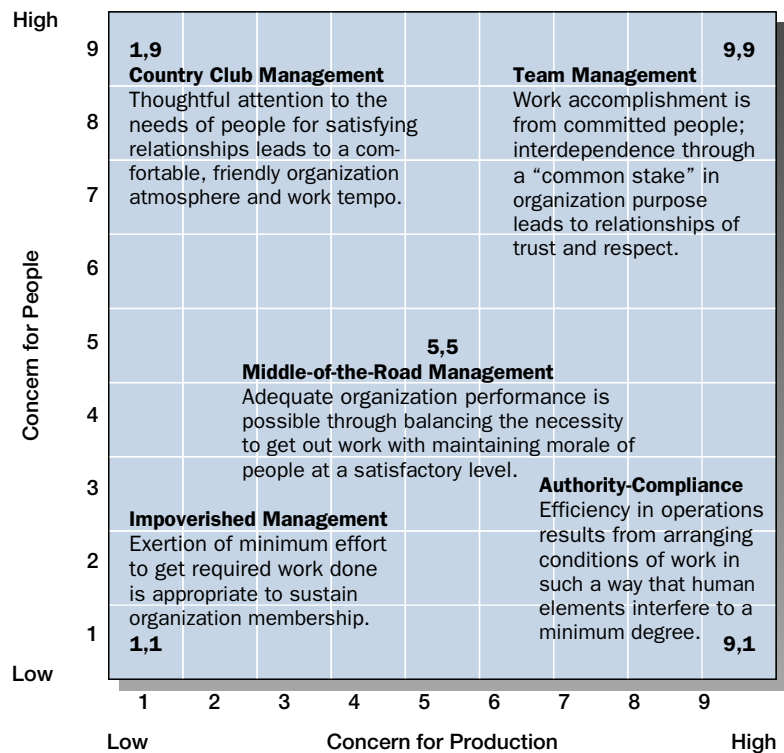 High
Concern for People
9
8
7
6
5
4
3
2
1
Low
1,9
Country Club Management
Thoughtful attention to the
needs of people for satisfying
relationships leads to a com-
fortable, friendly organization
atmosphere and work tempo.
9,9
Team Management
Work accomplishment is
from committed people;
interdependence through
a “common stake” in
organization purpose
leads to relationships of
trust and respect.
5,5
Middle-of-the-Road Management
Adequate organization performance is
possible through balancing the necessity
to get out work with maintaining morale of
people at a satisfactory level.
Impoverished Management
Exertion of minimum effort
to get required work done
is appropriate to sustain
organization membership.
1,1
Authority-Compliance
Efficiency in operations
results from arranging
conditions of work in
such a way that human
elements interfere to a
minimum degree.
9,1
1 2 3 4 5 6 7 8 9
Low Concern for Production High